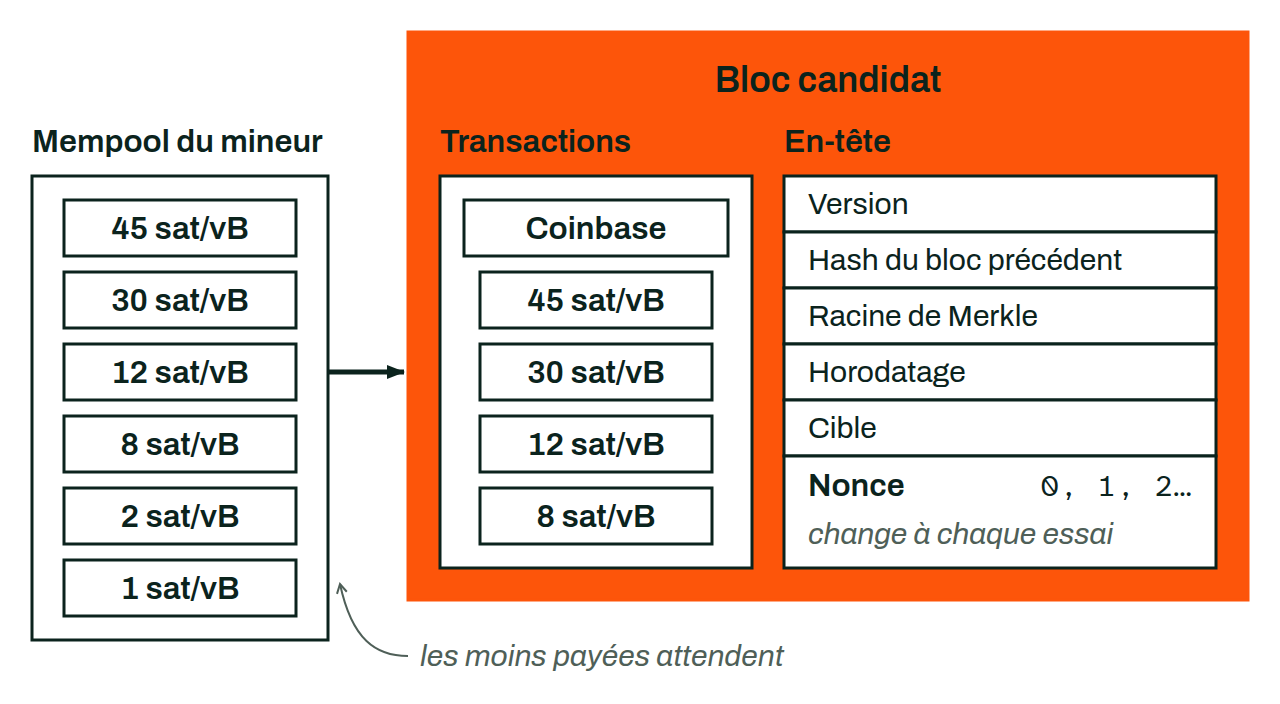 Bloc candidat
Mempool du mineur
45 sat/vB
30 sat/vB
12 sat/vB
8 sat/vB
2 sat/vB
1 sat/vB
Transactions
Coinbase
45 sat/vB
30 sat/vB
12 sat/vB
8 sat/vB
En-tête
Version
Hash du bloc précédent
Racine de Merkle
Horodatage
Cible
Nonce 0, 1, 2…
change à chaque essai
les moins payées attendent